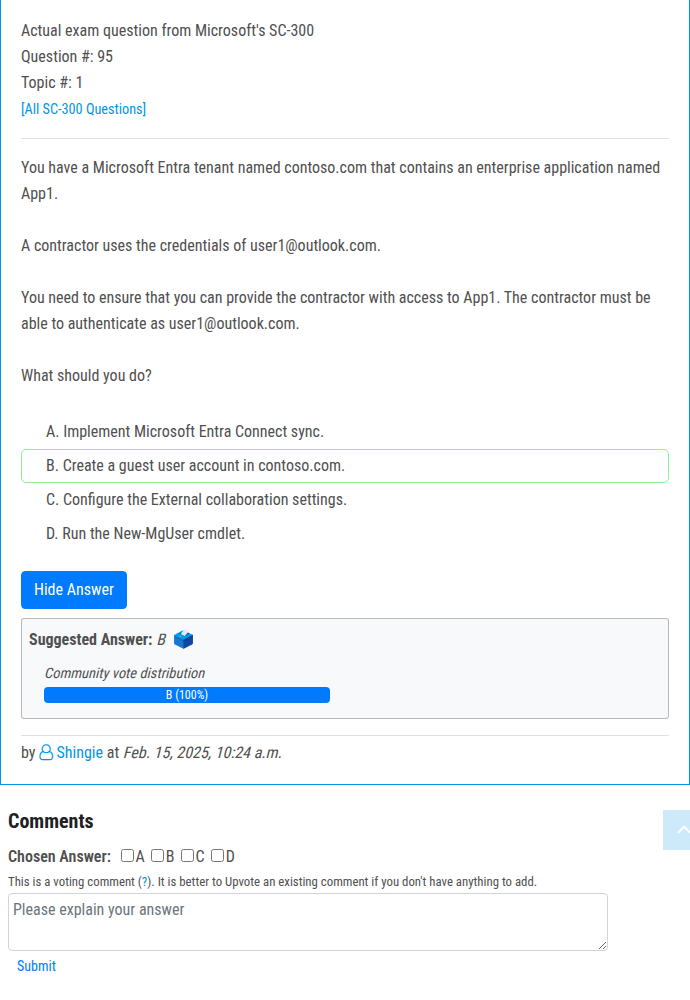 Actual exam question from Microsoft's SC-300
Question #: 95
Topic #: 1
[All SC-300 Questions]
You have a Microsoft Entra tenant named contoso.com that contains an enterprise application named
App1.
A contractor uses the credentials of user1@outlook.com.
You need to ensure that you can provide the contractor with access to App1. The contractor must be
able to authenticate as user1@outlook.com.
What should you do?
A. Implement Microsoft Entra Connect sync.
B. Create a guest user account in contoso.com.
C. Configure the External collaboration settings.
D. Run the New-MgUser cmdlet.
Hide Answer
Suggested Answer: B
Community vote distribution
B (100%)
by Shingie at Feb. 15, 2025, 10:24 a.m.
Comments
Chosen Answer: A B C D
This is a voting comment (?). It is better to Upvote an existing comment if you don't have anything to add.
Please explain your answer
Submit